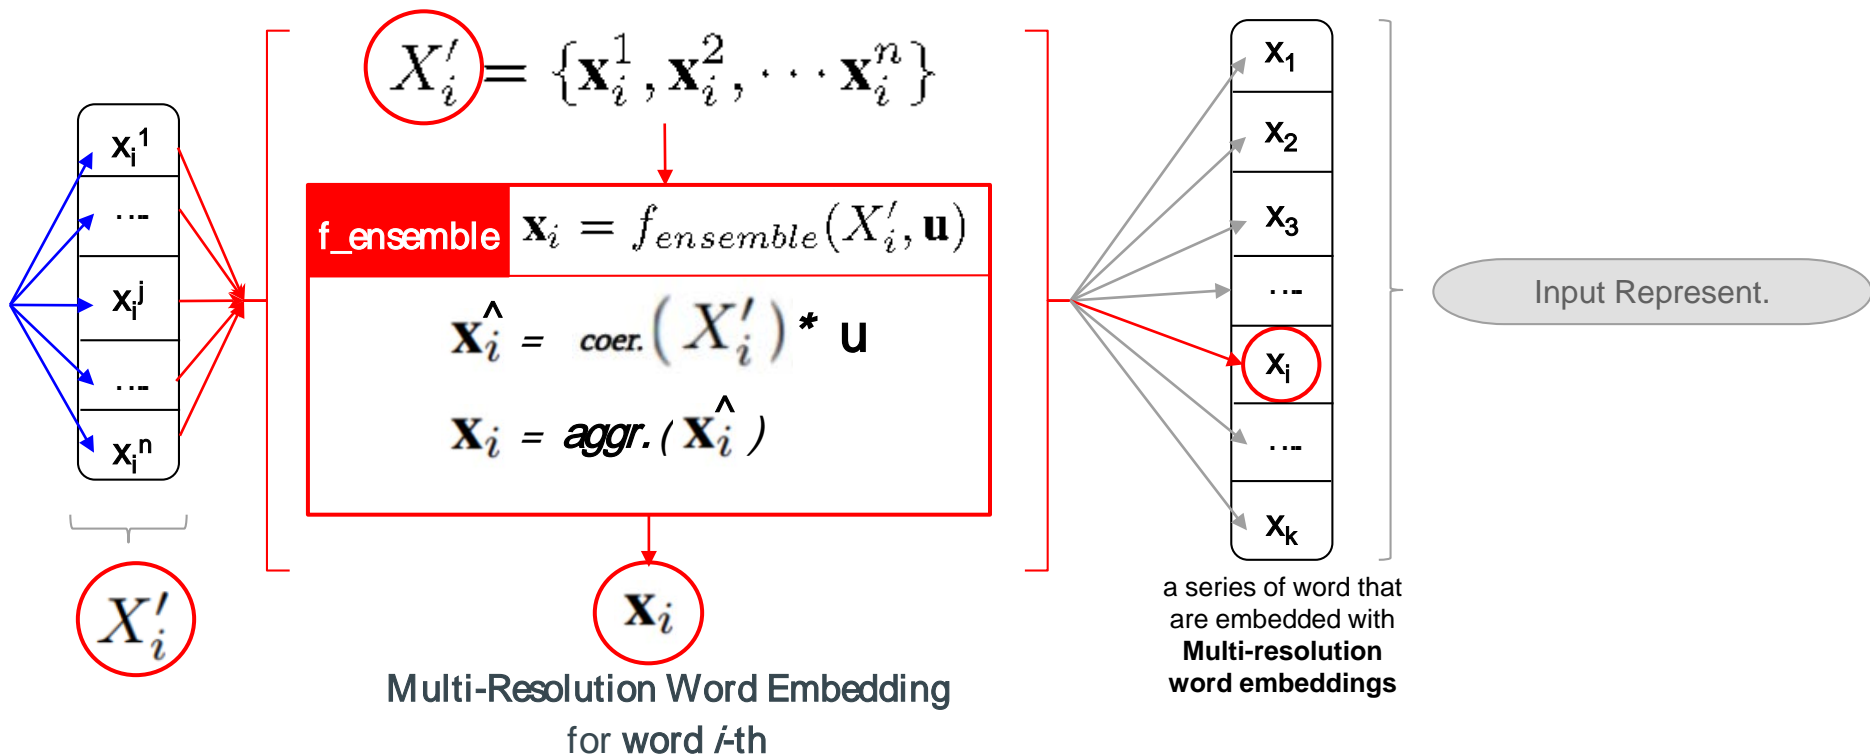 x_i^1
...
x_i^j
...
x_i^n
X'_i
X'_i = {x_i^1, x_i^2, ··· x_i^n}
f_ensemble x_i = f_{ensemble}(X'_i, u)
x̂_i = coer.(X'_i) * u
x_i = aggr.(x̂_i)
x_i
Multi-Resolution Word Embedding
for word i-th
x_1
x_2
x_3
...
x_i
...
x_k
a series of word that
are embedded with
Multi-resolution
word embeddings
Input Represent.